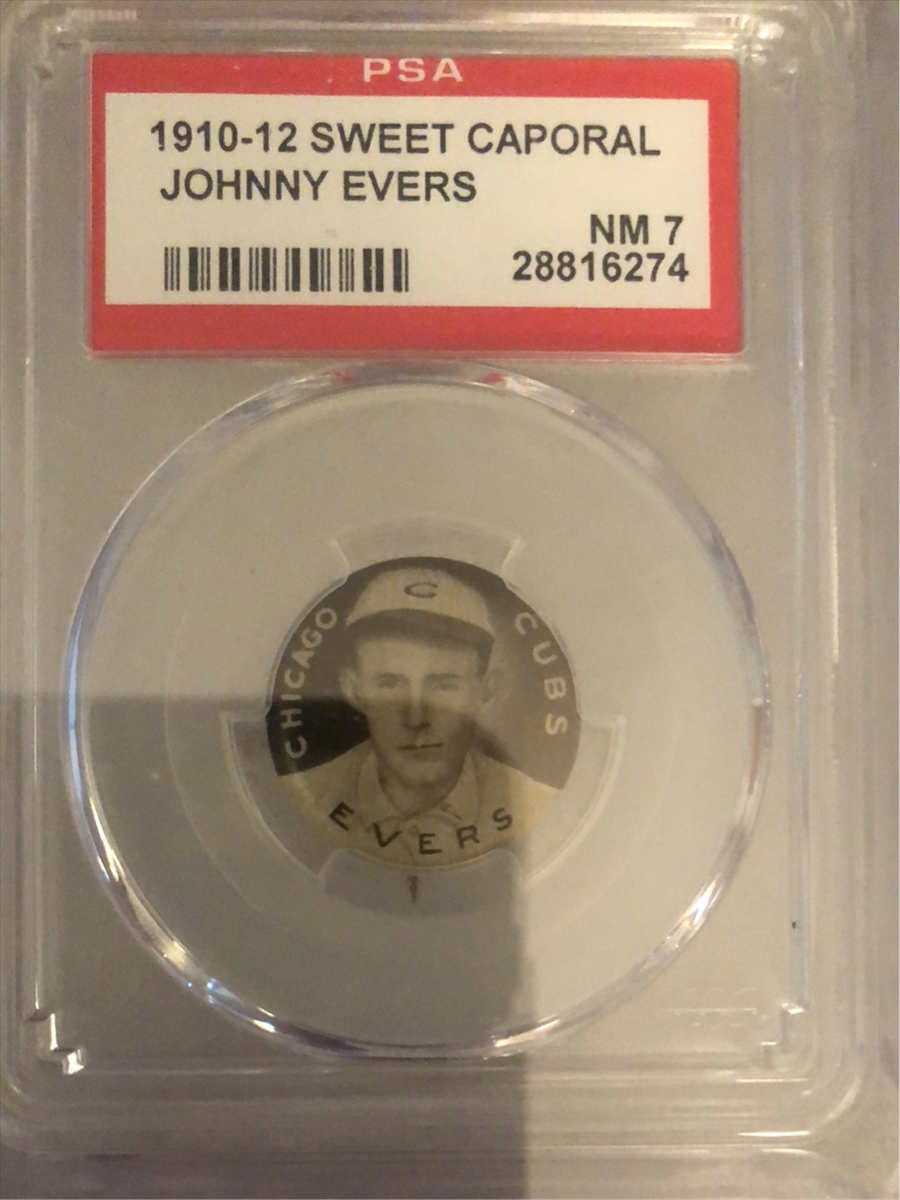 PSA
1910-12 SWEET CAPORAL
JOHNNY EVERS
NM 7
28816274
C
CHICAGO CUBS
EVERS